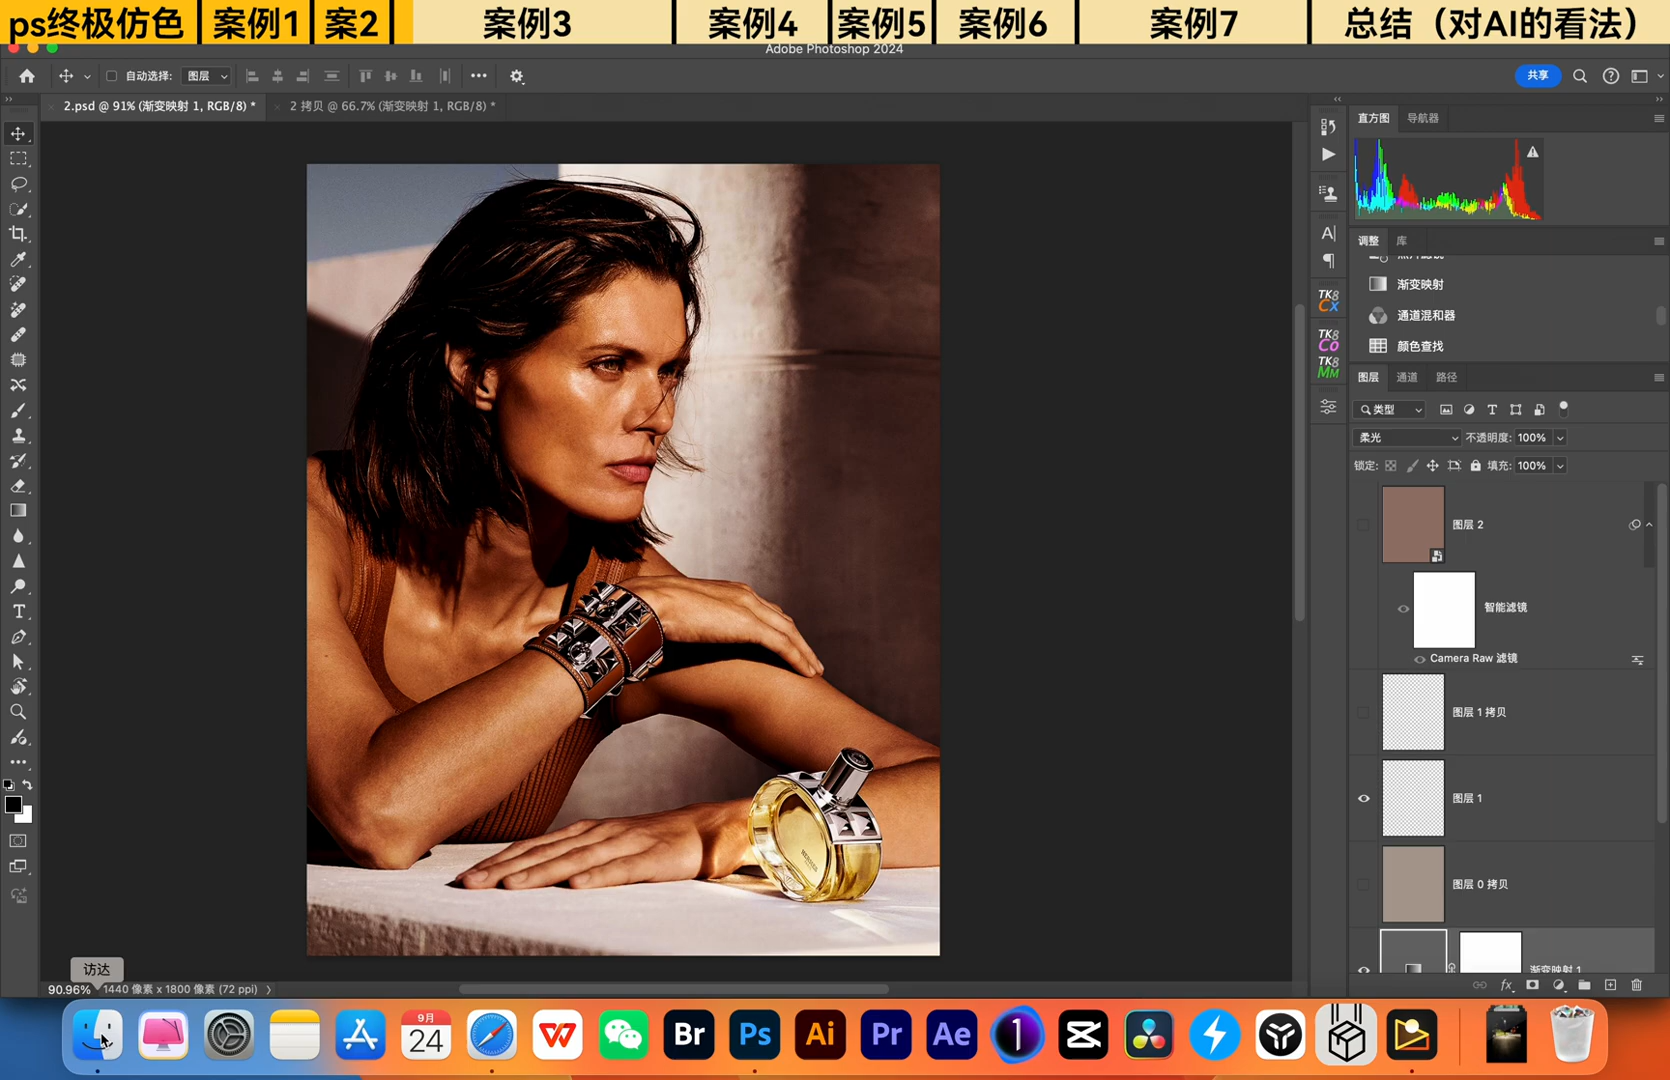 ps终极仿色 案例1 案2 案例3 案例4 案例5 案例6 案例7 总结（对AI的看法）
Adobe Photoshop 2024
自动选择: 图层 共享
2.psd @ 91% (渐变映射 1, RGB/8) * 2 拷贝 @ 66.7% (渐变映射 1, RGB/8) *
直方图 导航器
调整 库
渐变映射
通道混和器
颜色查找
TK8
Cx
TK8
Co
TK8
MM
图层 通道 路径
类型
柔光 不透明度: 100%
锁定: 填充: 100%
图层 2
智能滤镜
Camera Raw 滤镜
图层 1 拷贝
图层 1
图层 0 拷贝
渐变映射 1
fx
访达
90.96% 1440 像素 x 1800 像素 (72 ppi)
9月
24
Br Ps Ai Pr Ae